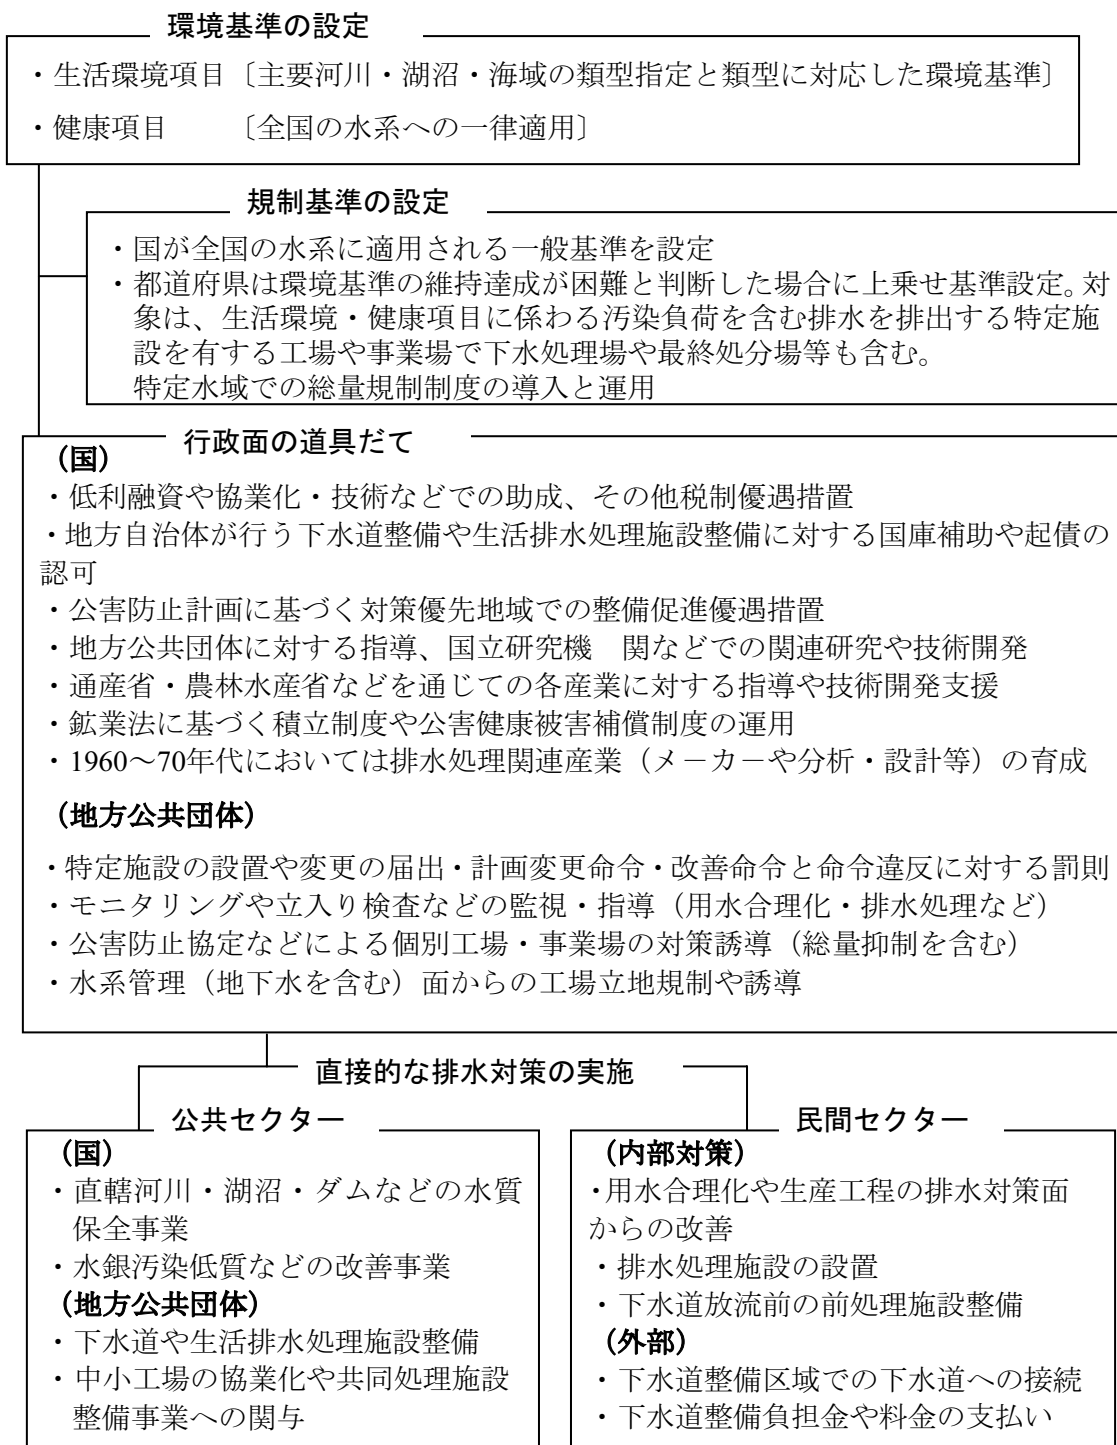 環境基準の設定
・生活環境項目〔主要河川・湖沼・海域の類型指定と類型に対応した環境基準〕
・健康項目　　〔全国の水系への一律適用〕
規制基準の設定
・国が全国の水系に適用される一般基準を設定
・都道府県は環境基準の維持達成が困難と判断した場合に上乗せ基準設定。対
象は、生活環境・健康項目に係わる汚染負荷を含む排水を排出する特定施
設を有する工場や事業場で下水処理場や最終処分場等も含む。
特定水域での総量規制制度の導入と運用
行政面の道具だて
（国）
・低利融資や協業化・技術などでの助成、その他税制優遇措置
・地方自治体が行う下水道整備や生活排水処理施設整備に対する国庫補助や起債の
認可
・公害防止計画に基づく対策優先地域での整備促進優遇措置
・地方公共団体に対する指導、国立研究機　関などでの関連研究や技術開発
・通産省・農林水産省などを通じての各産業に対する指導や技術開発支援
・鉱業法に基づく積立制度や公害健康被害補償制度の運用
・1960～70年代においては排水処理関連産業（メ－カ－や分析・設計等）の育成
（地方公共団体）
・特定施設の設置や変更の届出・計画変更命令・改善命令と命令違反に対する罰則
・モニタリングや立入り検査などの監視・指導（用水合理化・排水処理など）
・公害防止協定などによる個別工場・事業場の対策誘導（総量抑制を含む）
・水系管理（地下水を含む）面からの工場立地規制や誘導
直接的な排水対策の実施
公共セクター
（国）
・直轄河川・湖沼・ダムなどの水質
保全事業
・水銀汚染低質などの改善事業
（地方公共団体）
・下水道や生活排水処理施設整備
・中小工場の協業化や共同処理施設
整備事業への関与
民間セクター
（内部対策）
・用水合理化や生産工程の排水対策面
からの改善
・排水処理施設の設置
・下水道放流前の前処理施設整備
（外部）
・下水道整備区域での下水道への接続
・下水道整備負担金や料金の支払い